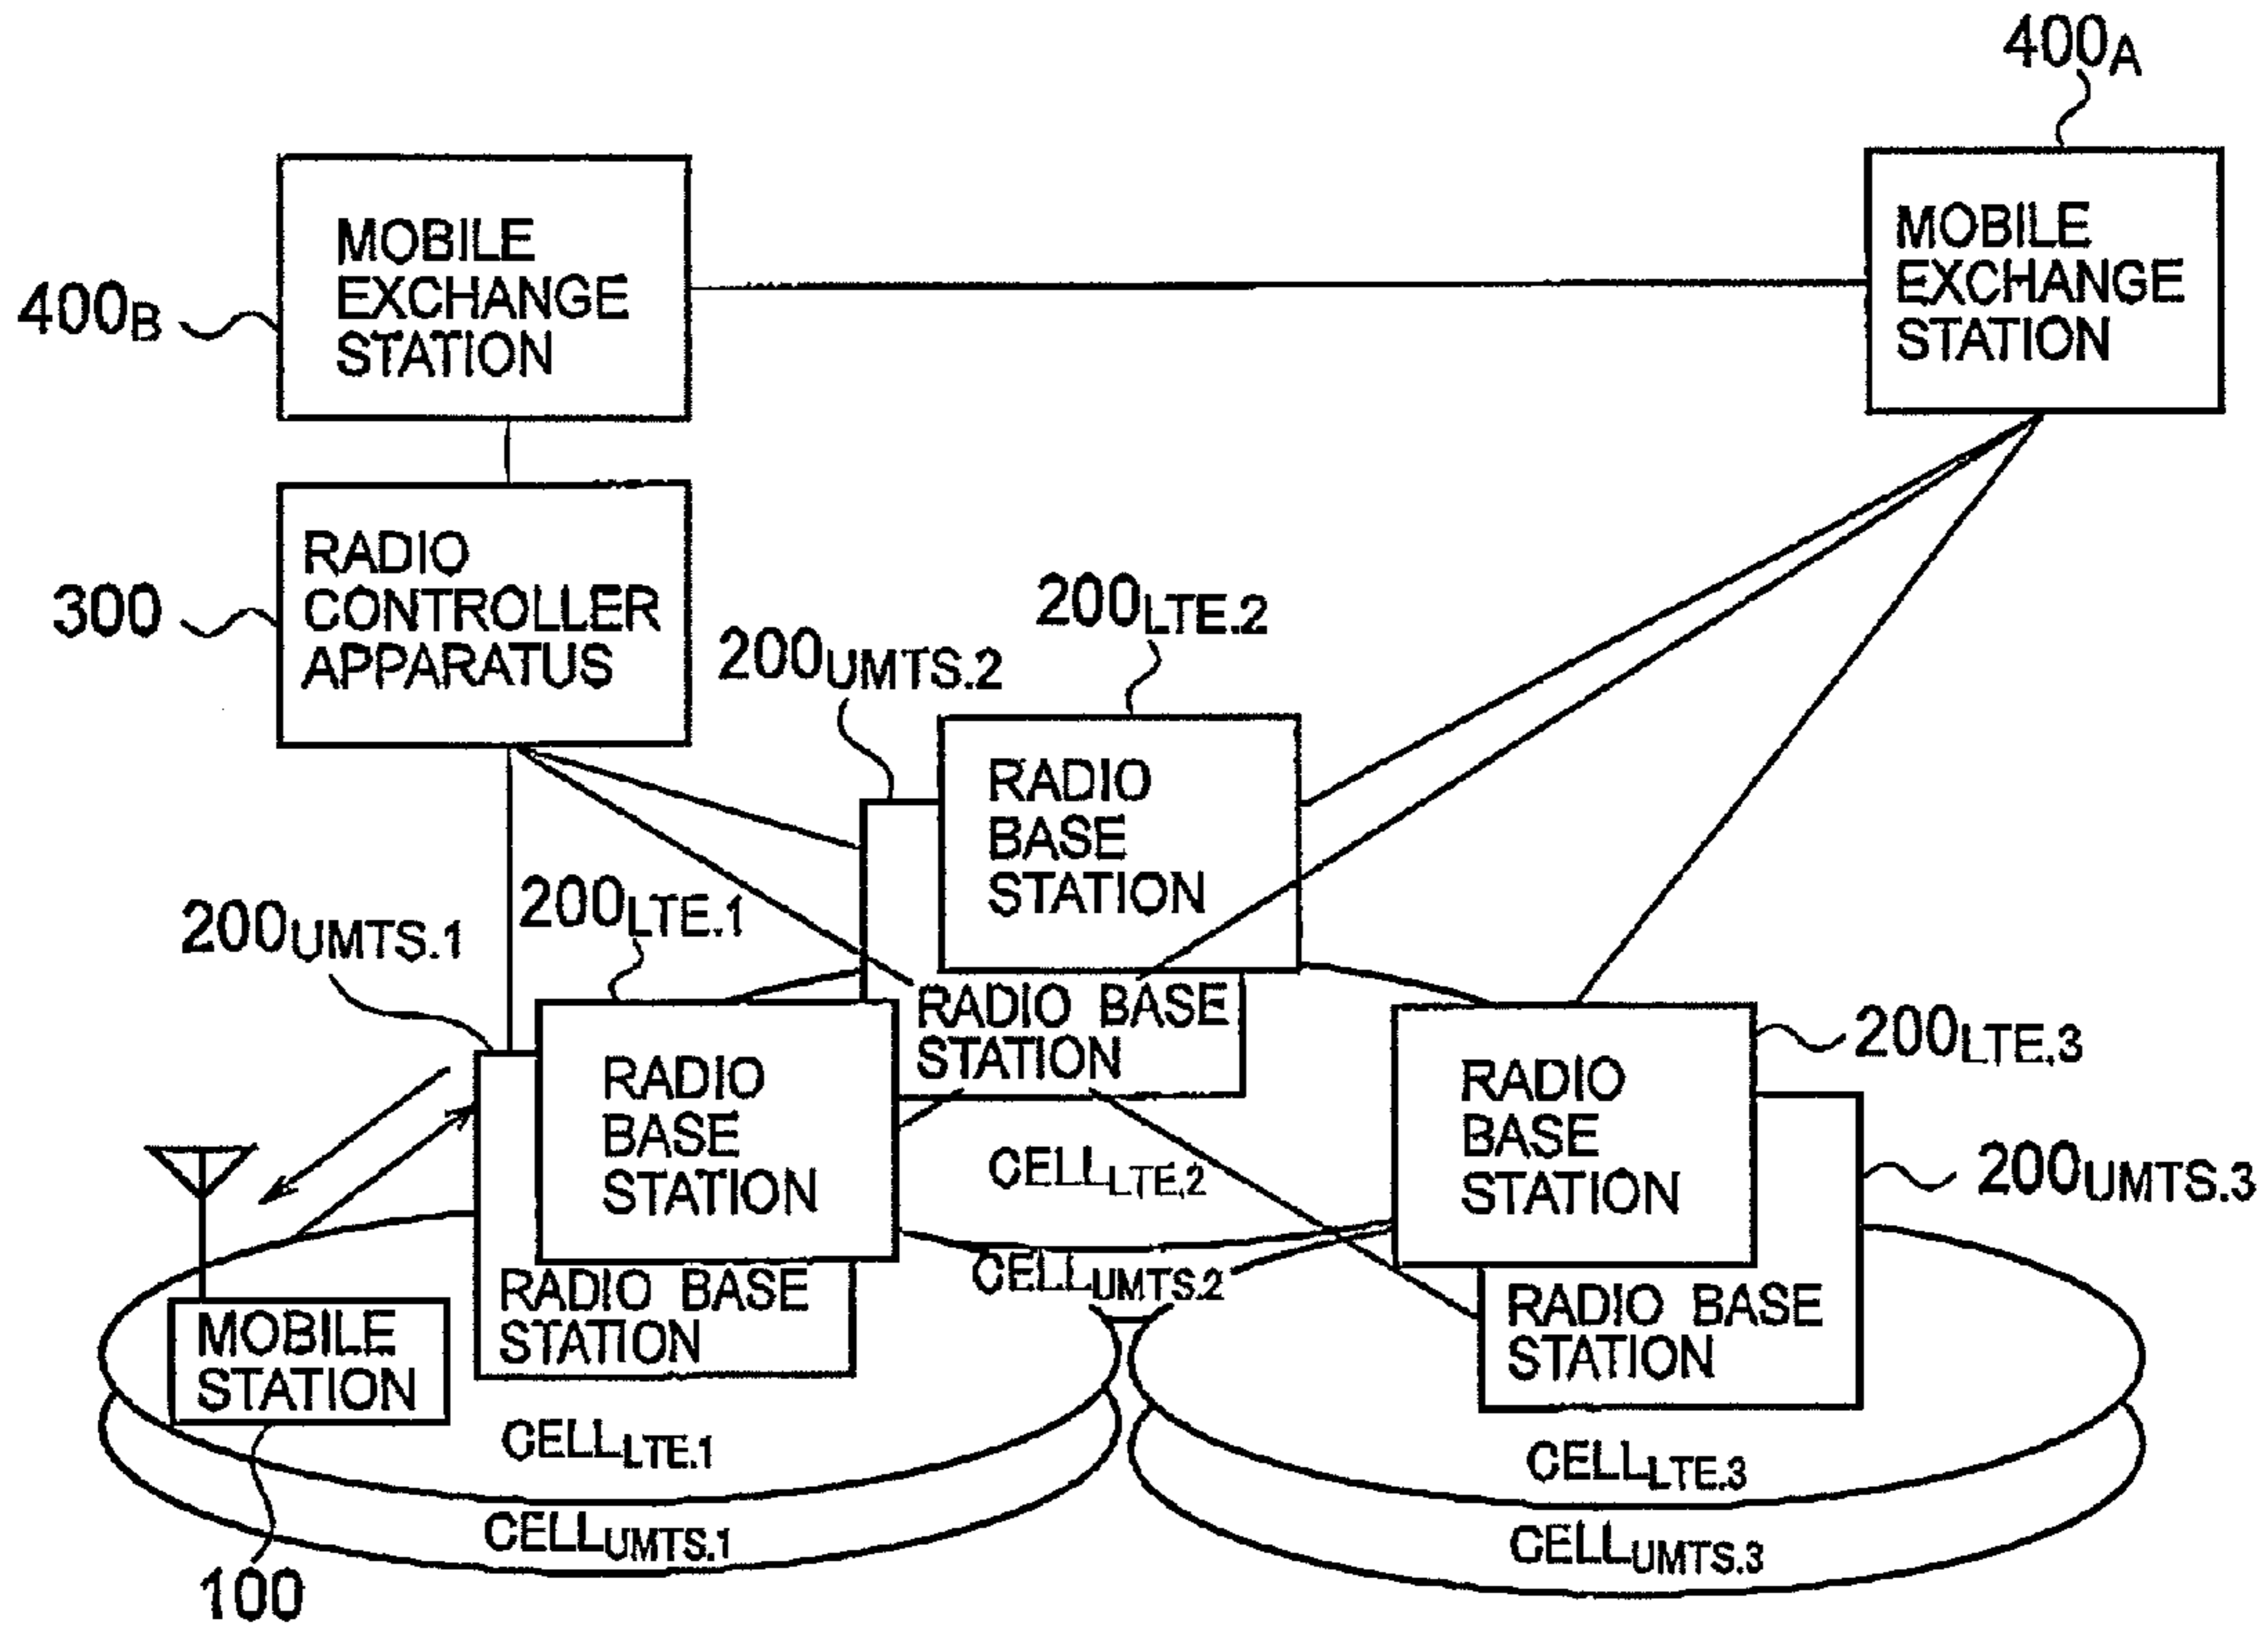 400A
MOBILE
EXCHANGE
STATION
400B
MOBILE
EXCHANGE
STATION
RADIO
CONTROLLER
APPARATUS
300
200LTE.2
200UMTS.2
RADIO
BASE
STATION
200LTE.1
200UMTS.1
RADIO BASE
STATION
200LTE.3
RADIO
BASE
STATION
RADIO
BASE
STATION
200UMTS.3
CELLLTE.2
CELLUMTS.2
RADIO BASE
STATION
RADIO BASE
STATION
MOBILE
STATION
CELLLTE.1
CELLLTE.3
CELLUMTS.1
CELLUMTS.3
100